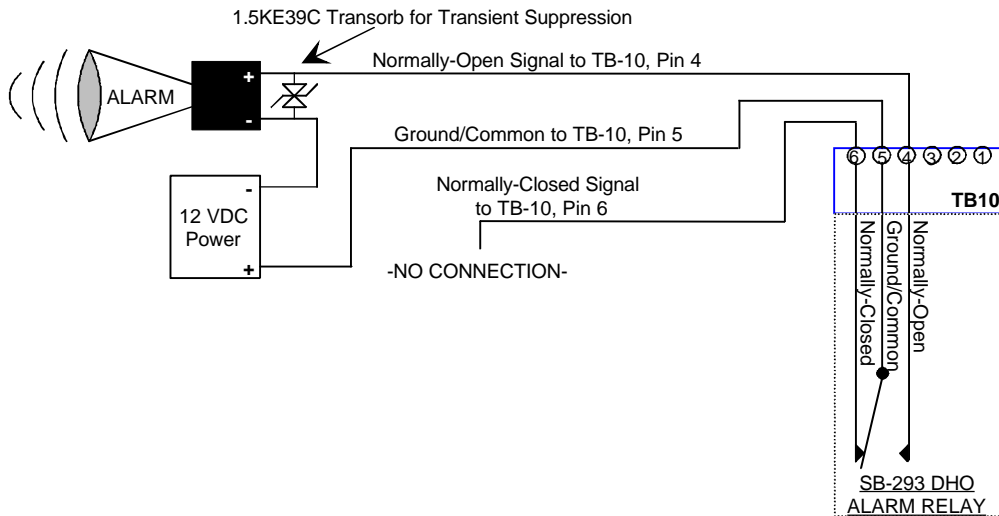 1.5KE39C Transorb for Transient Suppression
Normally-Open Signal to TB-10, Pin 4
+
ALARM
-
Ground/Common to TB-10, Pin 5
6 5 4 3 2 1
-
Normally-Closed Signal
to TB-10, Pin 6
TB10
12 VDC
Power
+
-NO CONNECTION-
Normally-Closed
Ground/Common
Normally-Open
SB-293 DHO
ALARM RELAY